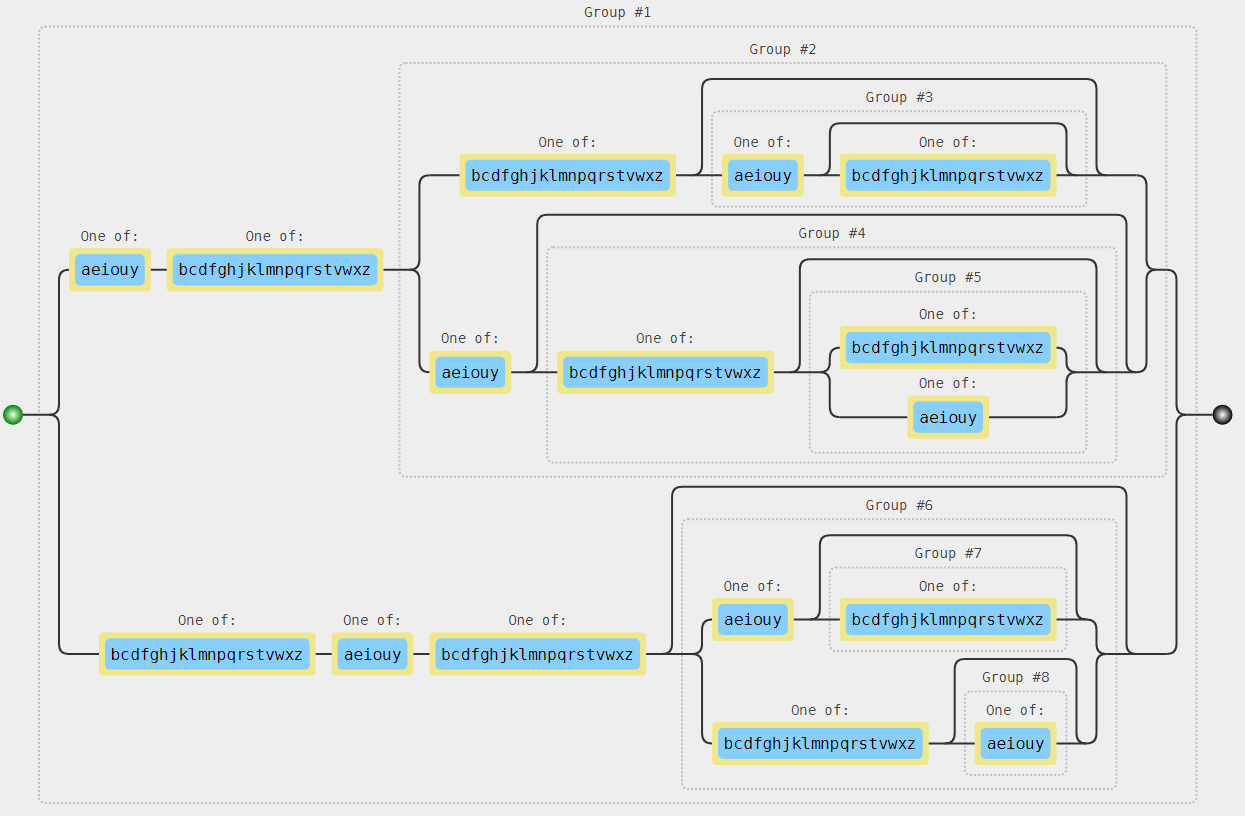 Group #1
Group #2
Group #3
One of:
bcdfghjklmnpqrstvwxz
One of:
aeiouy
One of:
bcdfghjklmnpqrstvwxz
One of:
aeiouy
One of:
bcdfghjklmnpqrstvwxz
Group #4
Group #5
One of:
aeiouy
One of:
bcdfghjklmnpqrstvwxz
One of:
bcdfghjklmnpqrstvwxz
One of:
aeiouy
Group #6
Group #7
One of:
aeiouy
One of:
bcdfghjklmnpqrstvwxz
One of:
bcdfghjklmnpqrstvwxz
One of:
aeiouy
One of:
bcdfghjklmnpqrstvwxz
Group #8
One of:
bcdfghjklmnpqrstvwxz
One of:
aeiouy